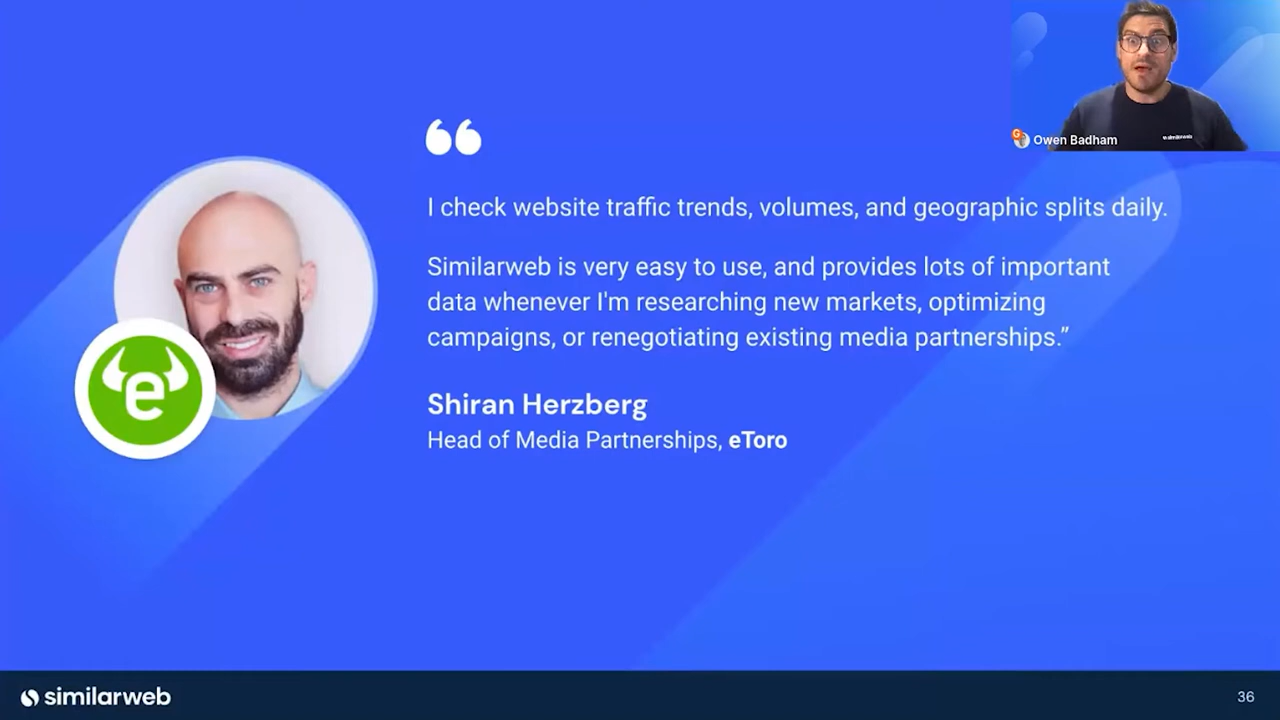 Owen Badham
“
I check website traffic trends, volumes, and geographic splits daily.
Similarweb is very easy to use, and provides lots of important
data whenever I'm researching new markets, optimizing
campaigns, or renegotiating existing media partnerships.”
e
Shiran Herzberg
Head of Media Partnerships, eToro
similarweb
36